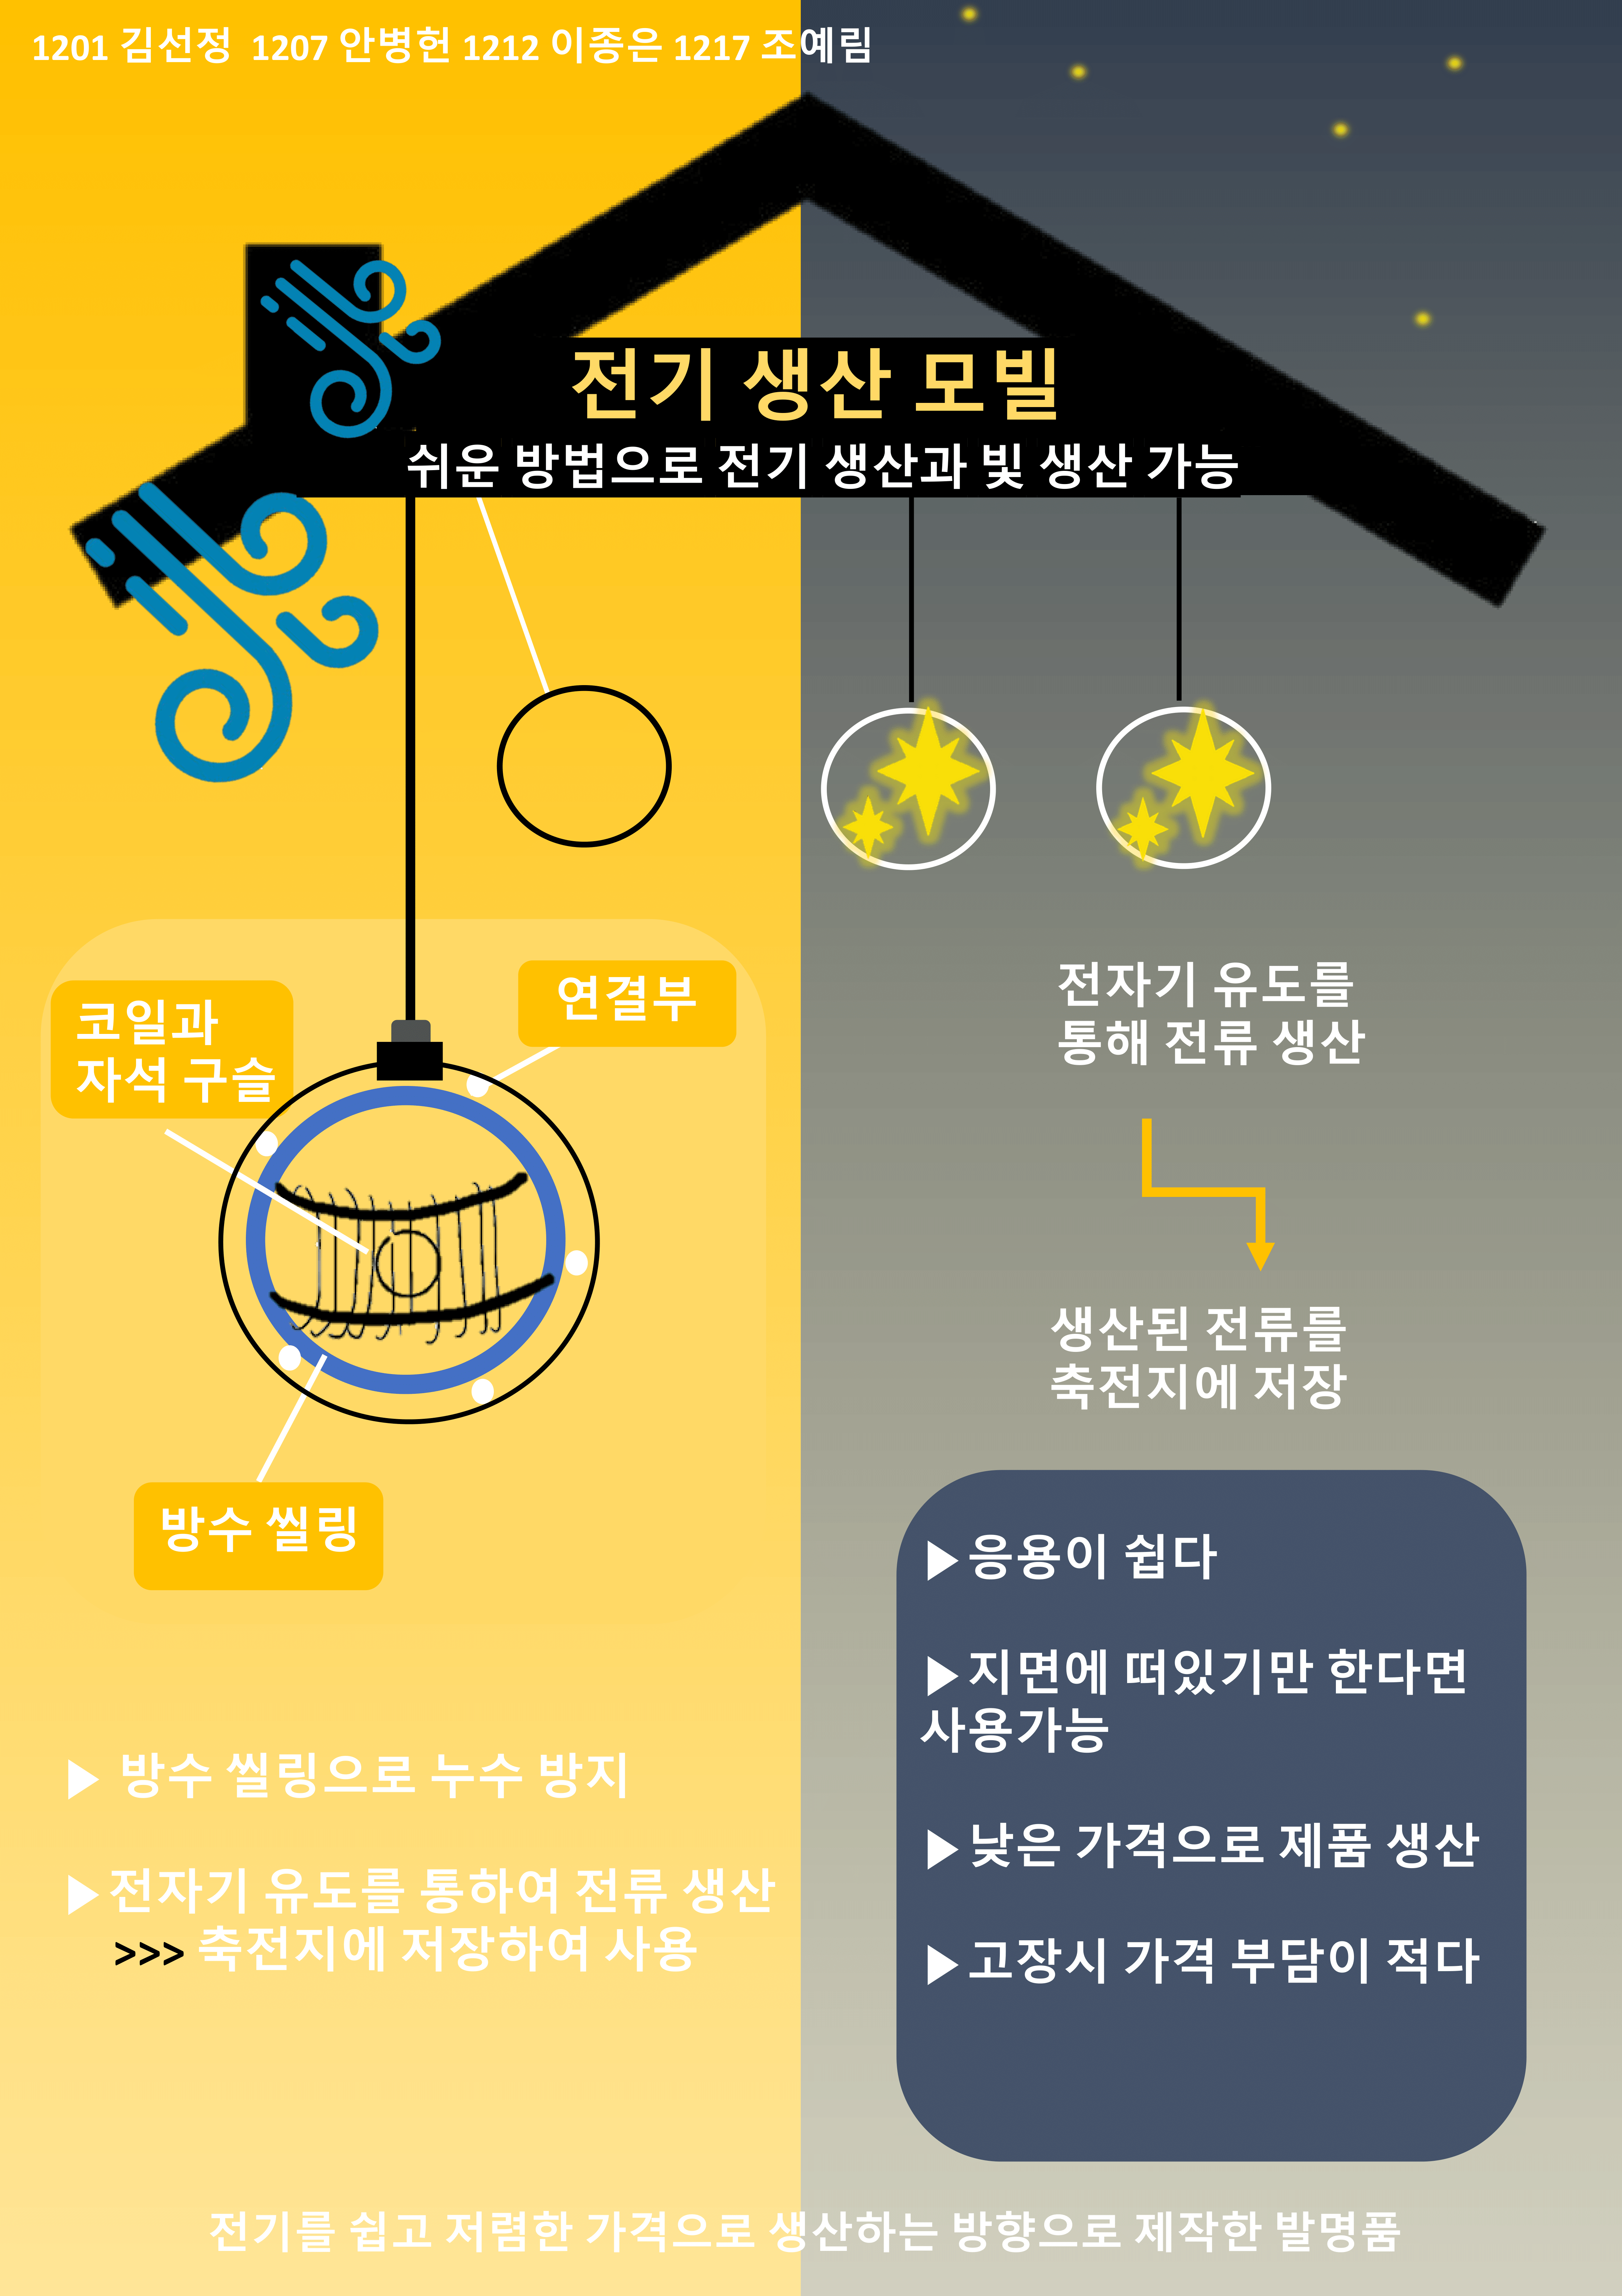 1201 김선정 1207 안병헌 1212 이종은 1217 조예림
전기 생산 모빌
쉬운 방법으로 전기 생산과 빛 생산 가능
연결부
코일과
자석 구슬
방수 씰링
▶ 방수 씰링으로 누수 방지
▶전자기 유도를 통하여 전류 생산
>>> 축전지에 저장하여 사용
전자기 유도를
통해 전류 생산
생산된 전류를
축전지에 저장
▶응용이 쉽다
▶지면에 떠있기만 한다면
사용가능
▶낮은 가격으로 제품 생산
▶고장시 가격 부담이 적다
전기를 쉽고 저렴한 가격으로 생산하는 방향으로 제작한 발명품